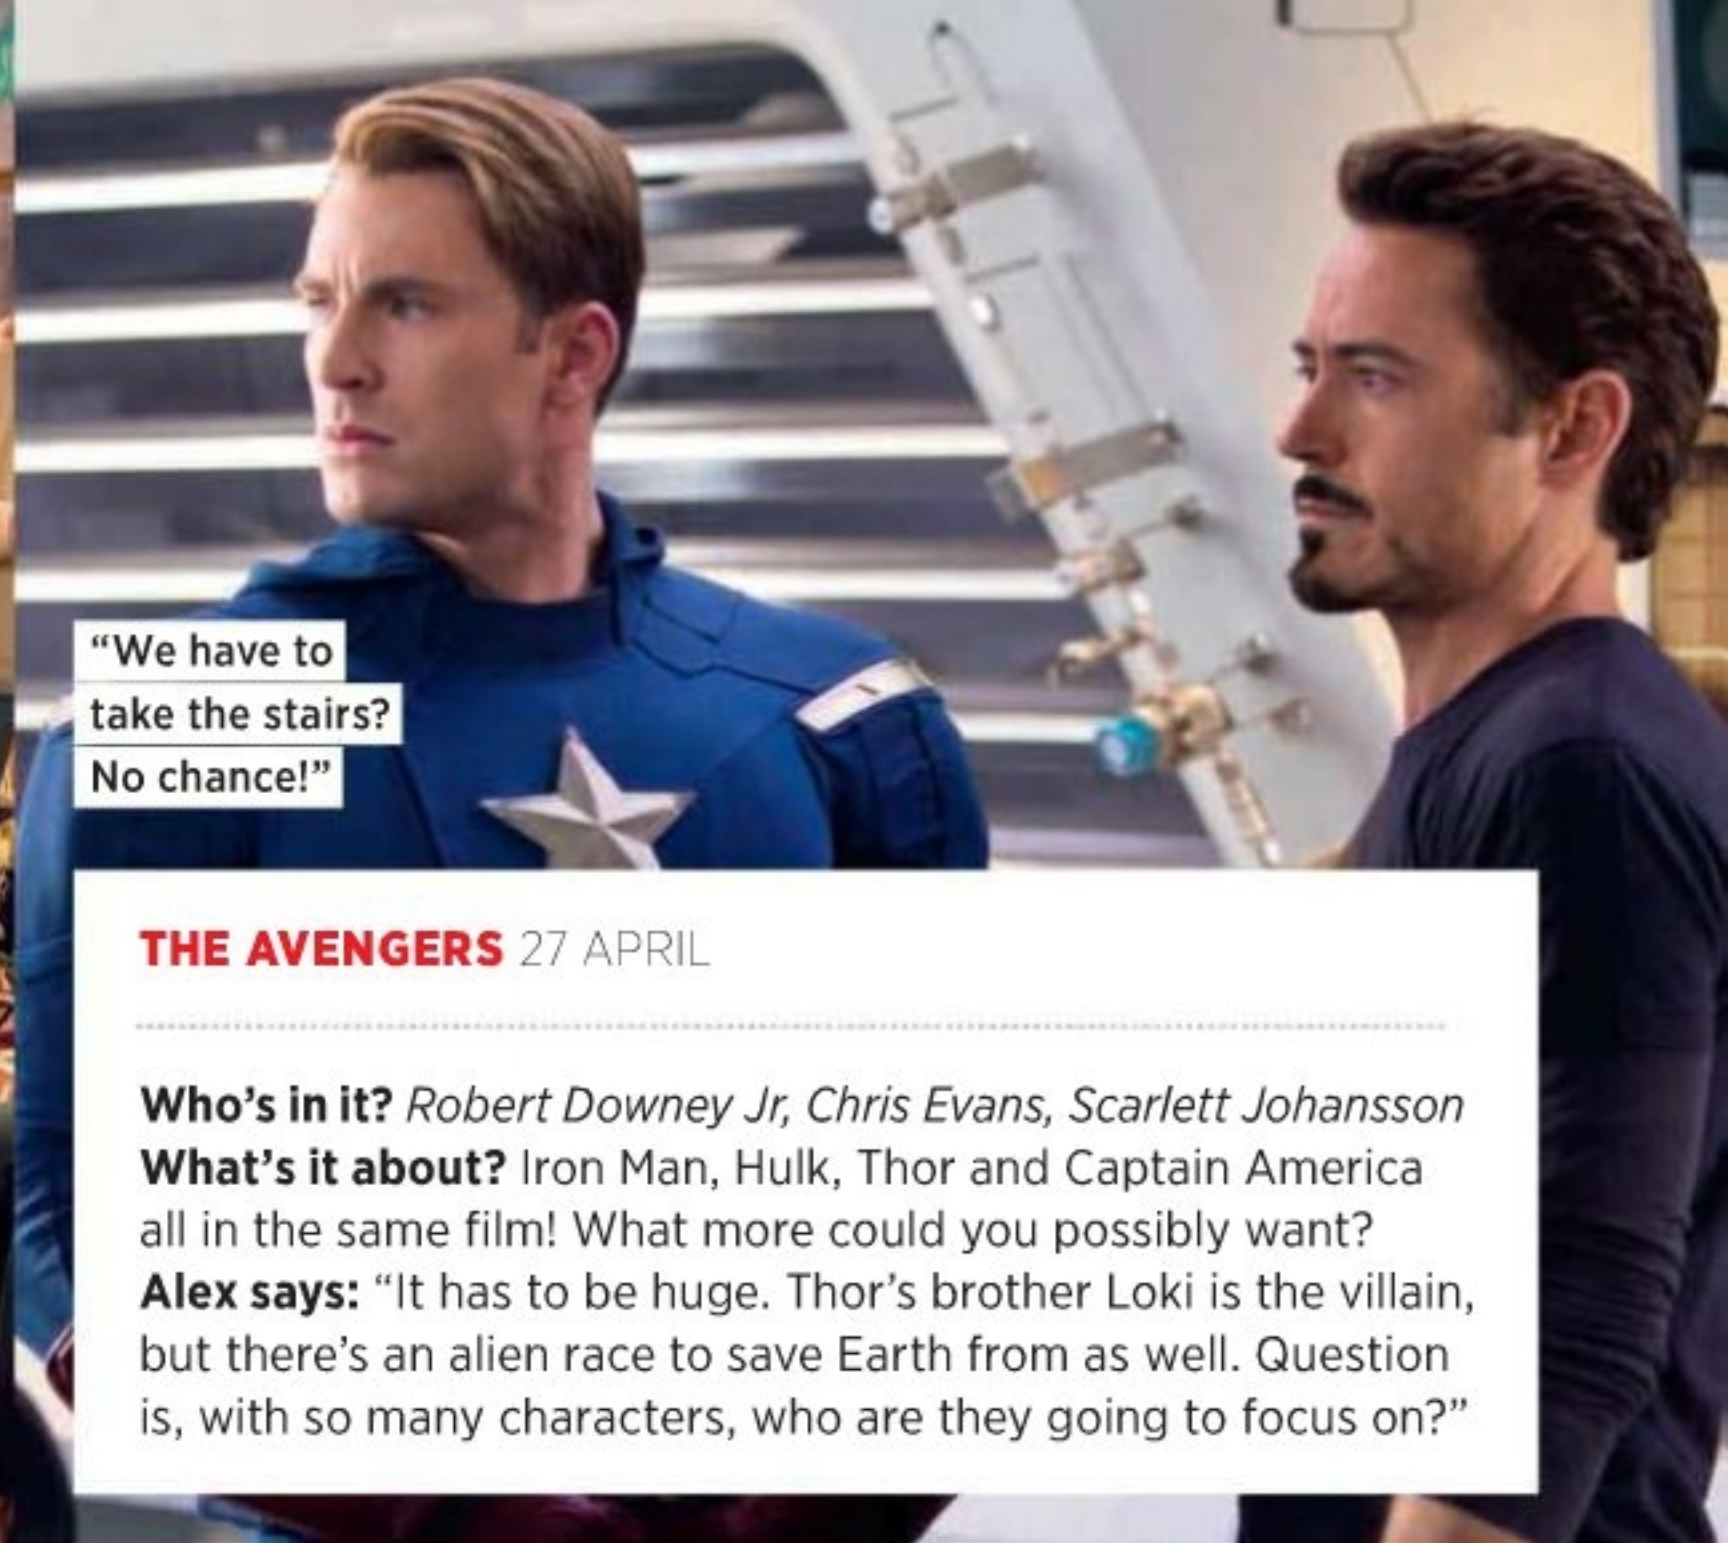 “We have to
take the stairs?
No chance!”
THE AVENGERS 27 APRIL
Who’s in it? Robert Downey Jr, Chris Evans, Scarlett Johansson
What’s it about? Iron Man, Hulk, Thor and Captain America
all in the same film! What more could you possibly want?
Alex says: “It has to be huge. Thor’s brother Loki is the villain,
but there’s an alien race to save Earth from as well. Question
is, with so many characters, who are they going to focus on?”